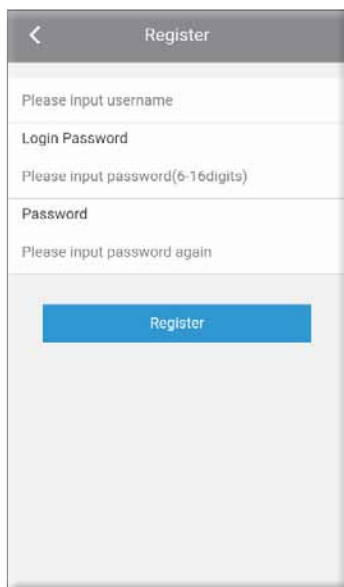 Register
Please input username
Login Password
Please input password(6-16digits)
Password
Please input password again
Register